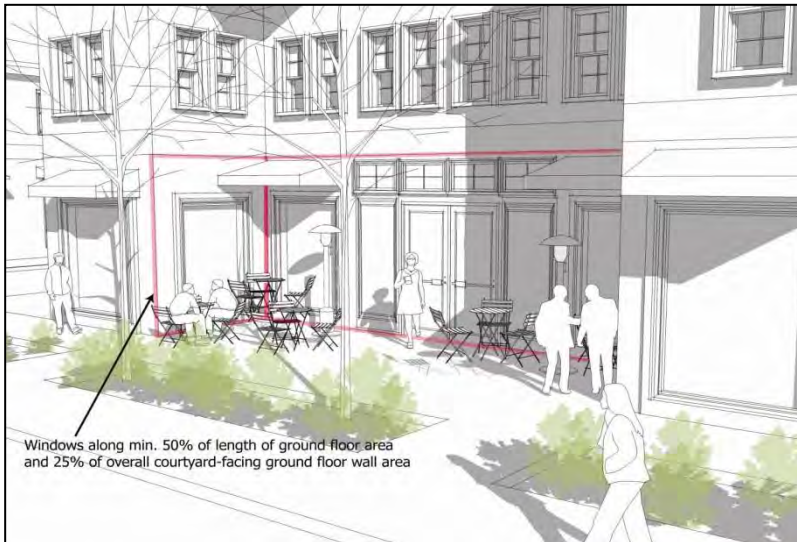 Windows along min. 50% of length of ground floor area
and 25% of overall courtyard-facing ground floor wall area